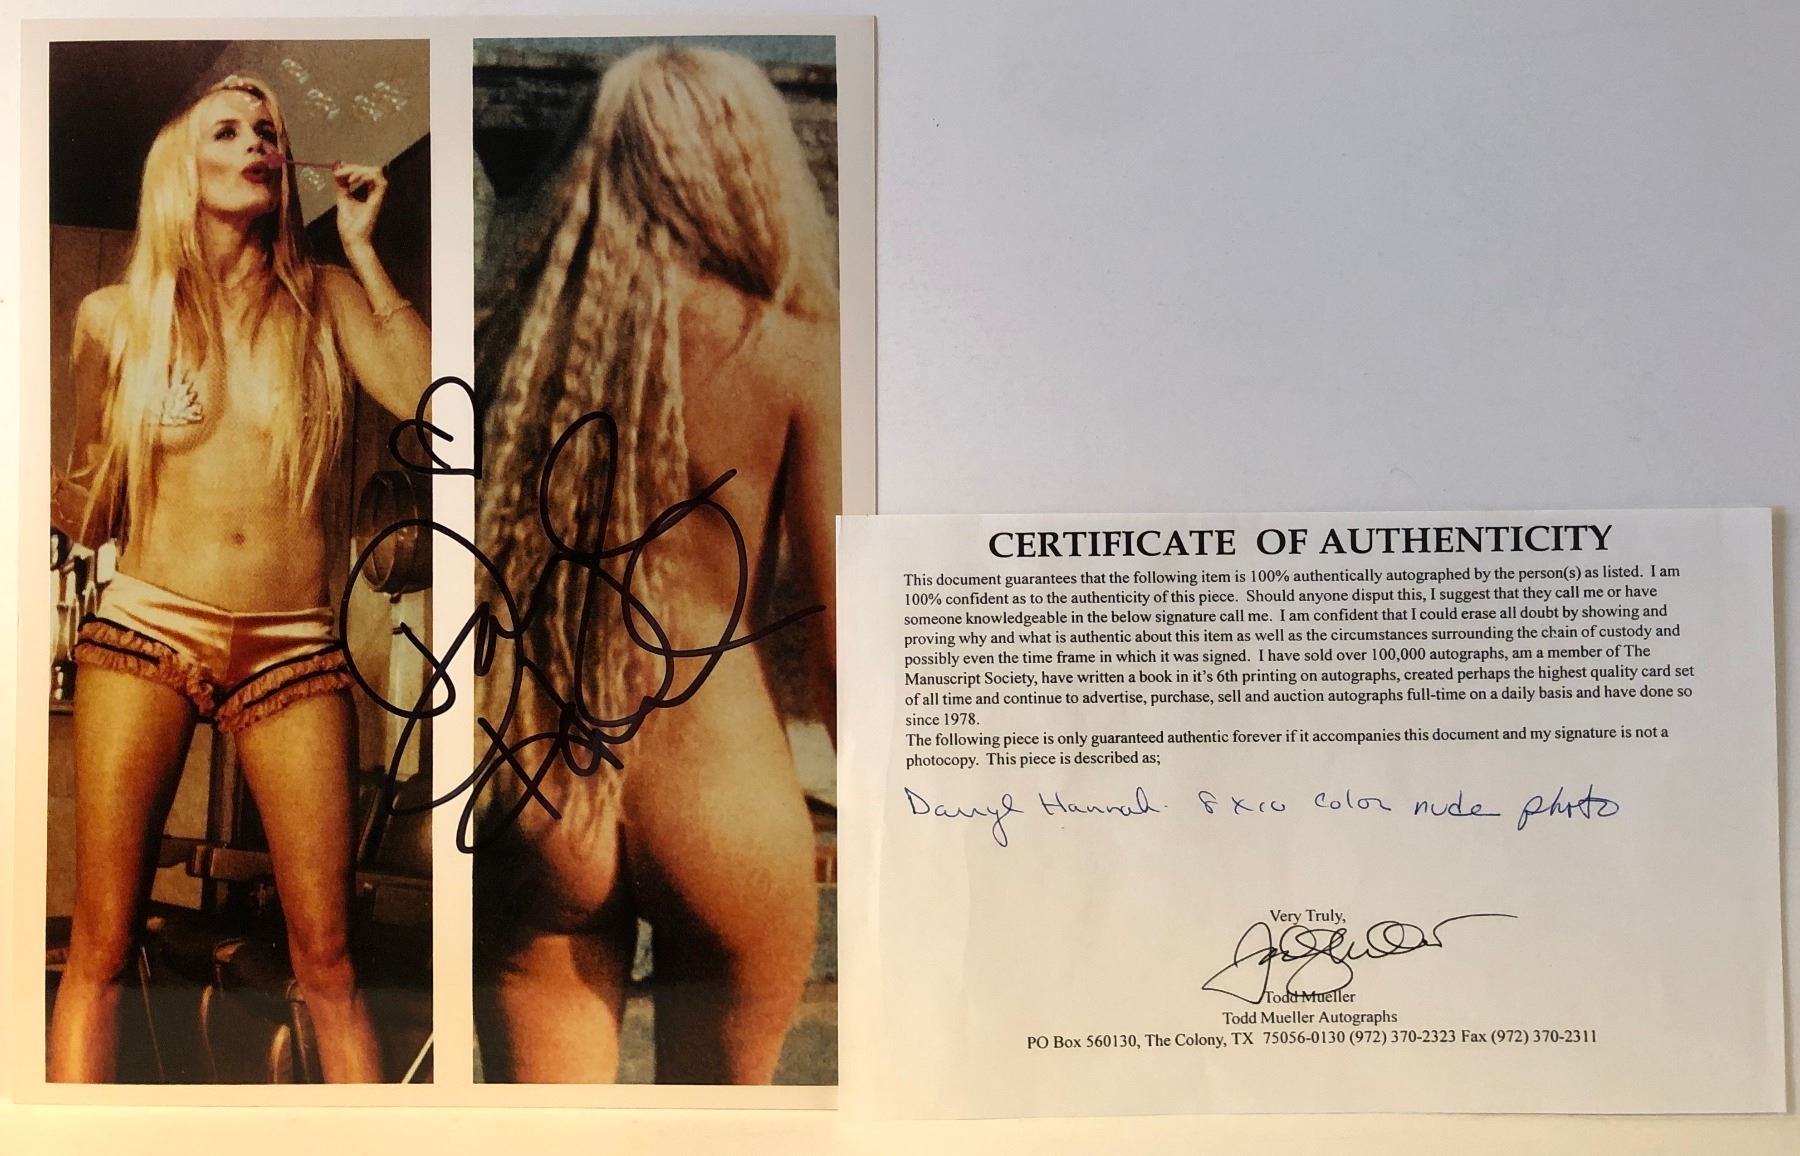 CERTIFICATE OF AUTHENTICITY
This document guarantees that the following item is 100% authentically autographed by the person(s) as listed. I am
100% confident as to the authenticity of this piece. Should anyone disput this, I suggest that they call me or have
someone knowledgeable in the below signature call me. I am confident that I could erase all doubt by showing and
proving why and what is authentic about this item as well as the circumstances surrounding the chain of custody and
possibly even the time frame in which it was signed. I have sold over 100,000 autographs, am a member of The
Manuscript Society, have written a book in it's 6th printing on autographs, created perhaps the highest quality card set
of all time and continue to advertise, purchase, sell and auction autographs full-time on a daily basis and have done so
since 1978.
The following piece is only guaranteed authentic forever if it accompanies this document and my signature is not a
photocopy. This piece is described as;
Darryl Hannah. 8 x 10 color nude photo
Very Truly,
Todd Mueller
Todd Mueller Autographs
PO Box 560130, The Colony, TX 75056-0130 (972) 370-2323 Fax (972) 370-2311